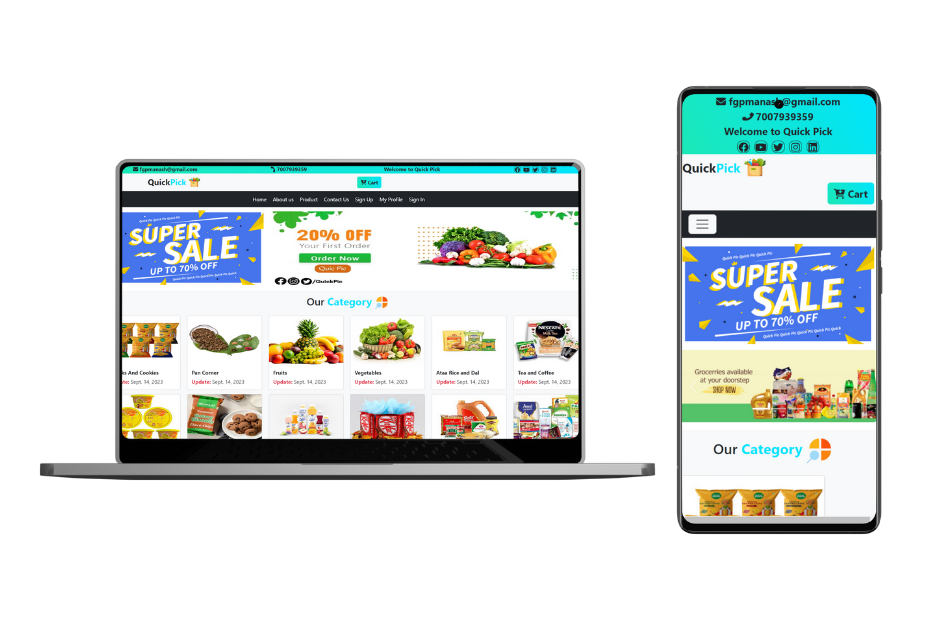 fgpmanash@gmail.com 7007939359 Welcome to Quick Pick
QuickPick Cart
Home About us Product Contact Us Sign Up My Profile Sign In
Quick Pic Quick Pic Quick Pic
SUPER
SALE
UP TO 70% OFF
Quick Pic Quick Pic Quick Pic Quick Pic
20% OFF
Your First Order
Order Now
Quic Pic
/QuickPic
Our Category
ks And Cookies
Update: Sept. 14, 2023
Pan Corner
Update: Sept. 14, 2023
Fruits
Update: Sept. 14, 2023
Vegetables
Update: Sept. 14, 2023
Ataa Rice and Dal
Update: Sept. 14, 2023
NESCAFE
Tea and Coffee
Update: Sept. 14, 2023
fgpmanash@gmail.com
7007939359
Welcome to Quick Pick
QuickPick
Cart
Quick Pic Quick Pic Quick Pic
SUPER
SALE
UP TO 70% OFF
Quick Pic Quick Pic Quick Pic Quick Pic
Groceries available
at your doorstep
SHOP NOW
Our Category